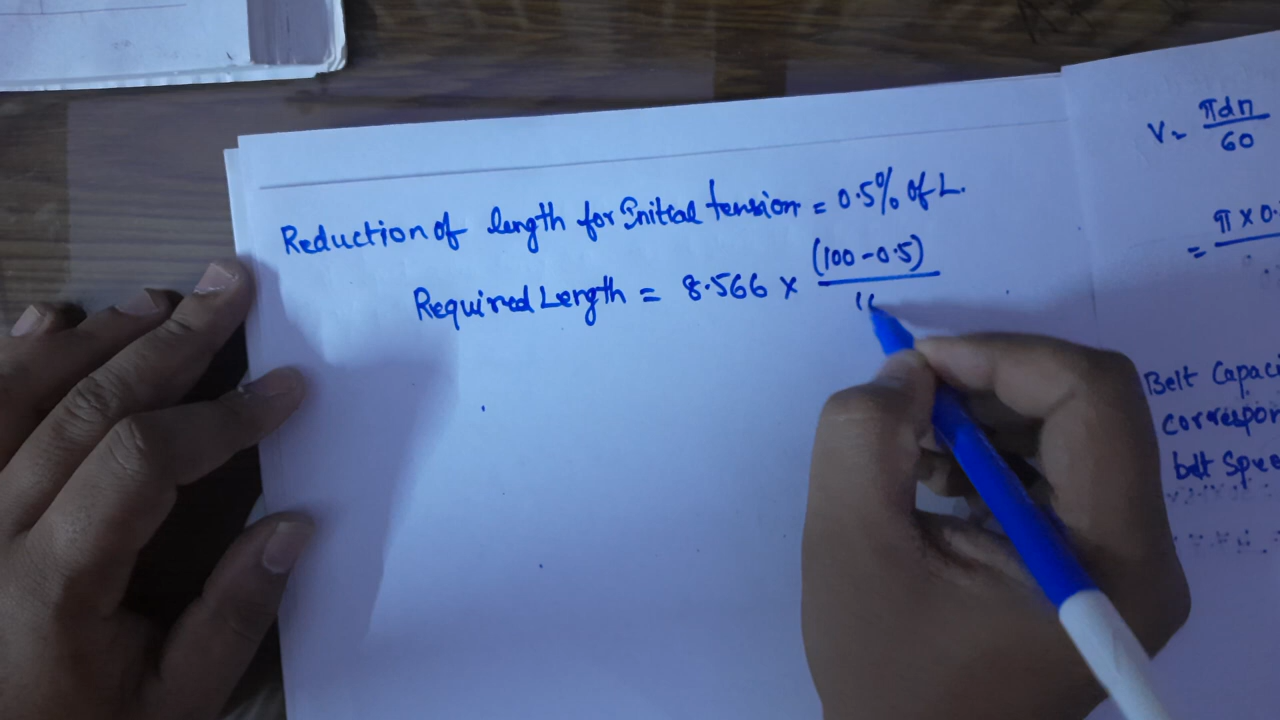 Reduction of length for Initial tension = 0.5% of L.
Required Length = 8.566 × (100 - 0.5)
V = πdn
60
= π × 0.
Belt Capaci
correspon
belt Spee